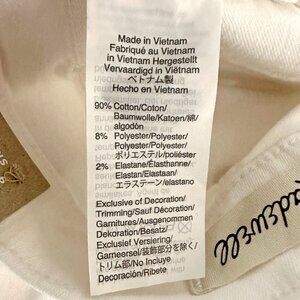 Made in Vietnam
Fabriqué au Vietnam
in Vietnam Hergestellt
Vervaardigd in Viëtnam
ベトナム製
Hecho en Vietnam
90% Cotton/Coton/
Baumwolle/Katoen/綿/
algodón
8% Polyester/Polyester/
Polyester/Polyester/
ポリエステル/poliéster
2% Elastane/Élasthanne/
Elastan/Elastaan/
エラステーン/elastano
Exclusive of Decoration/
Trimming/Sauf Décoration/
Garnitures/Ausgenommen
Dekoration/Besatz/
Exclusief Versiering/
Garneersel/装飾部分を除く/
トリム部/No Incluye
Decoración/Ribete